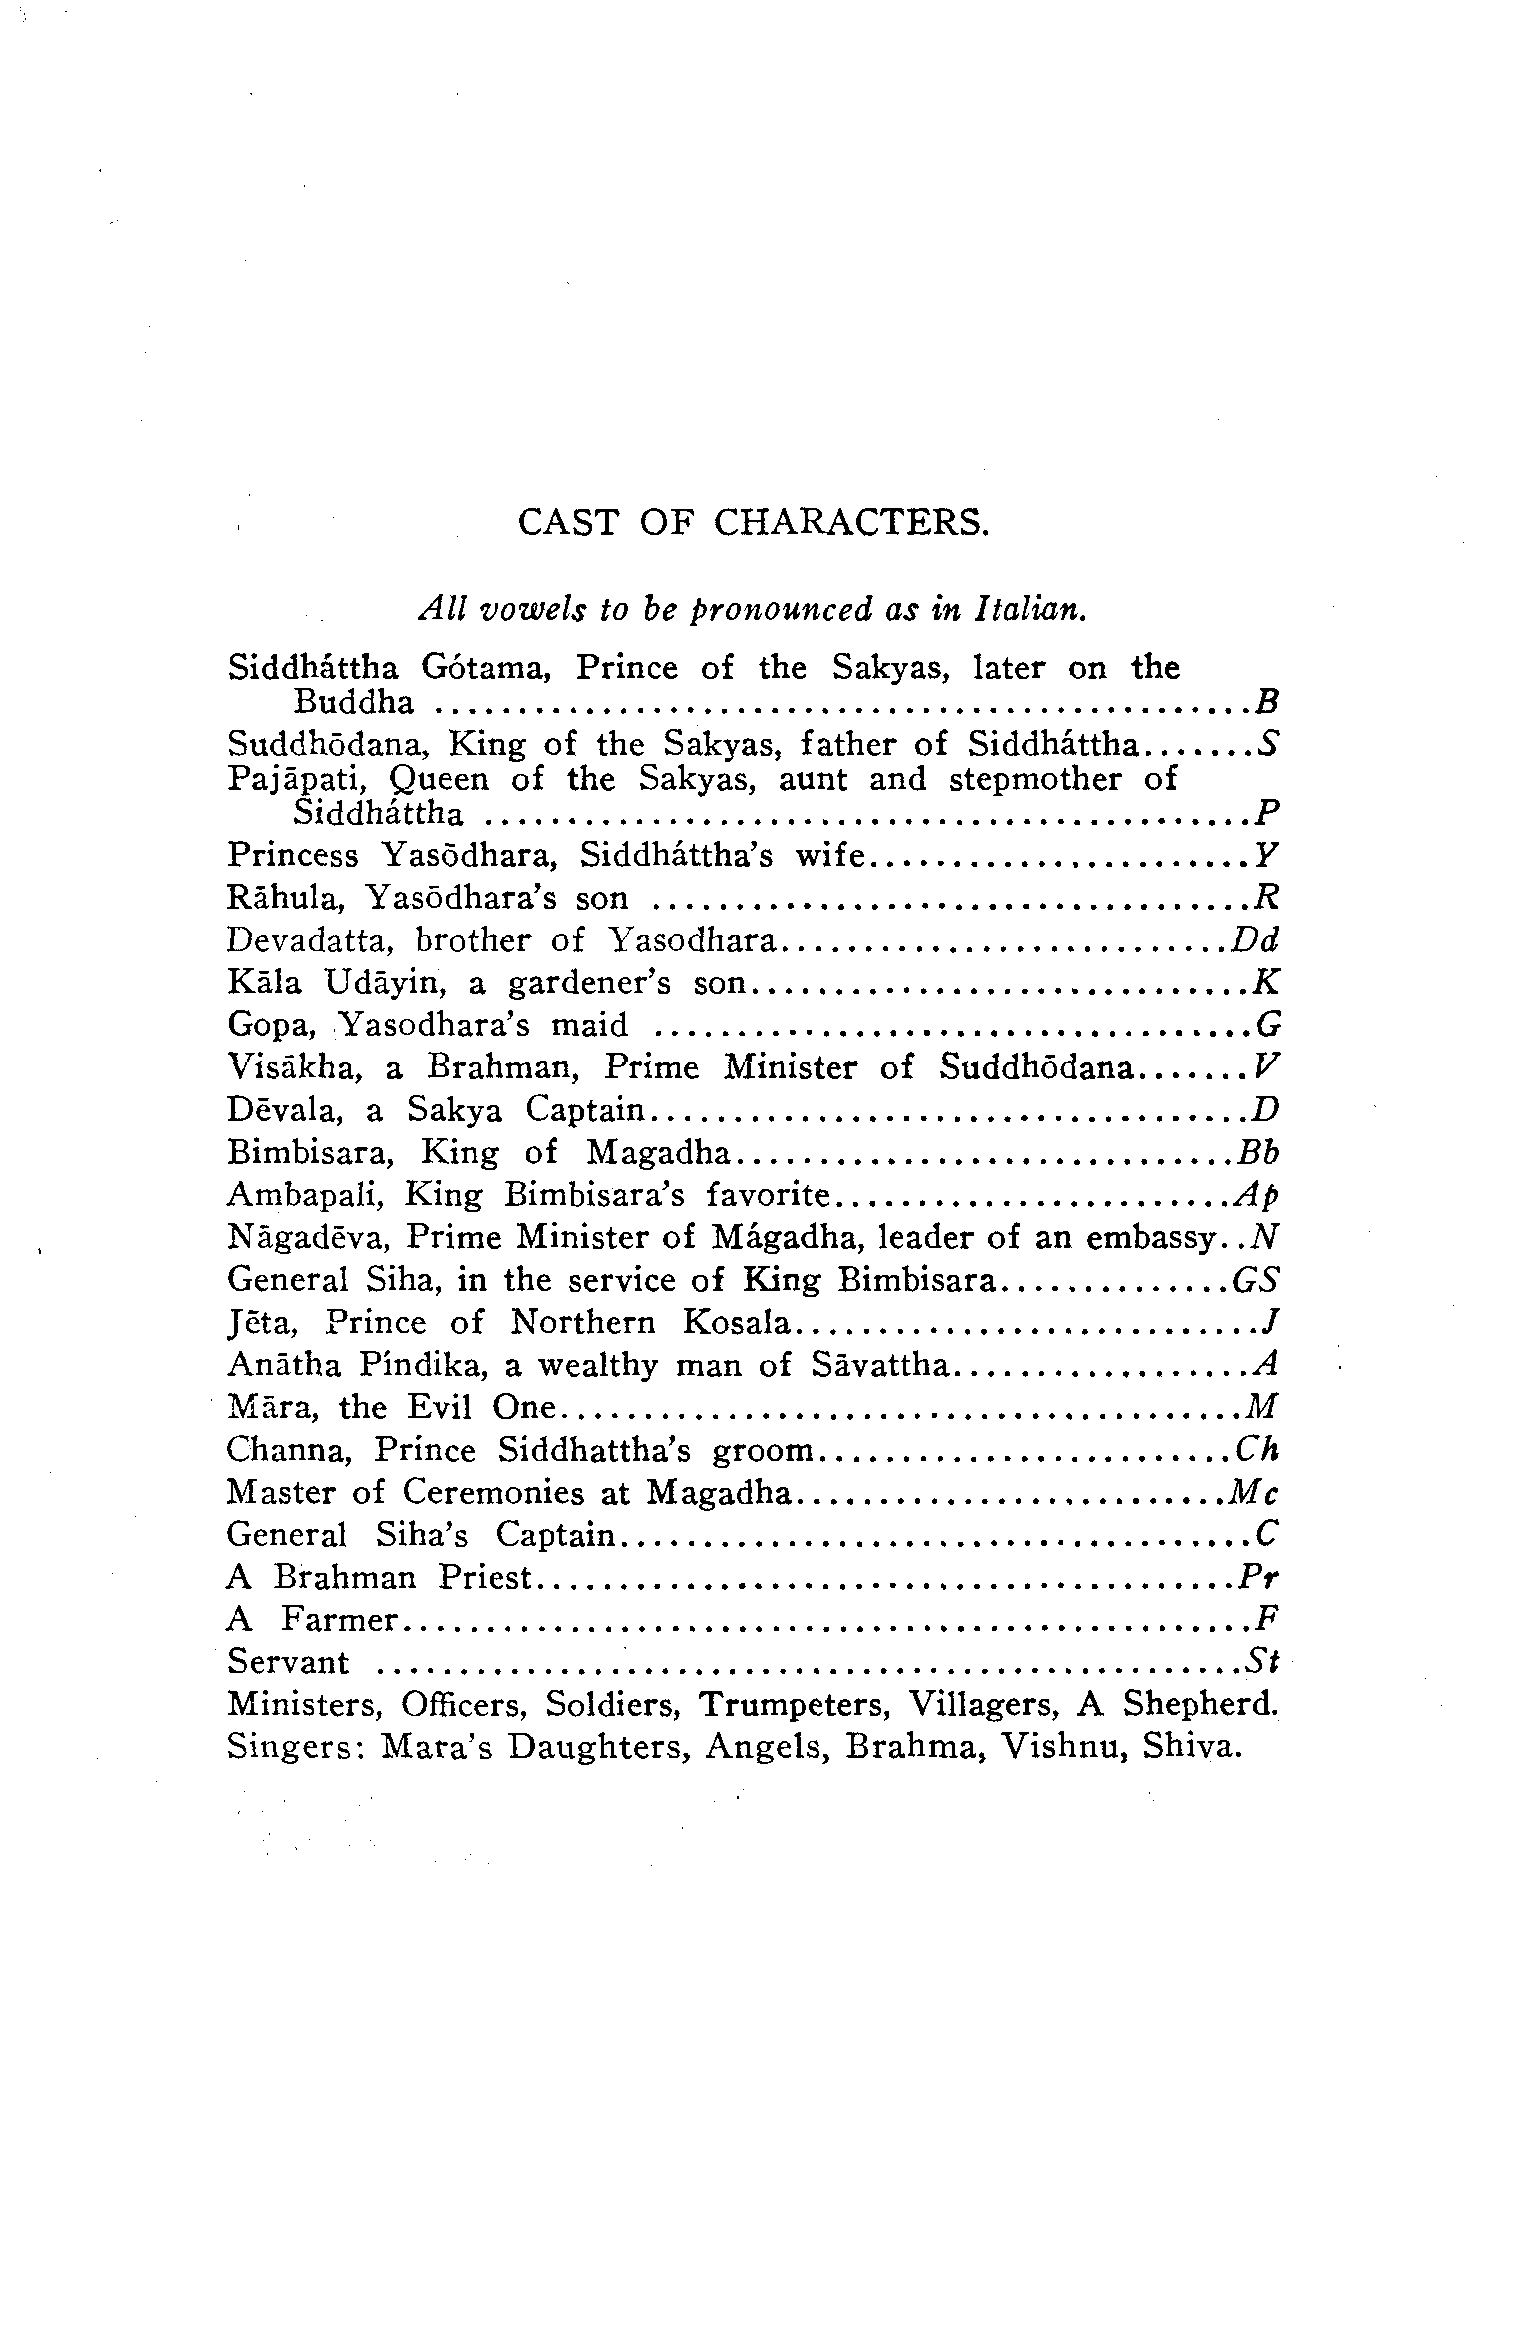 CAST OF CHARACTERS.
All vowels to be pronounced as in Italian.
Siddháttha Gótama, Prince of the Sakyas, later on the
Buddha .................................................B
Suddhōdana, King of the Sakyas, father of Siddháttha.......S
Pajāpati, Queen of the Sakyas, aunt and stepmother of
Siddháttha ..............................................P
Princess Yasōdhara, Siddháttha's wife.......................Y
Rāhula, Yasōdhara's son ....................................R
Devadatta, brother of Yasodhara...........................Dd
Kāla Udāyin, a gardener's son..............................K
Gopa, Yasodhara's maid ....................................G
Visākha, a Brahman, Prime Minister of Suddhōdana.......V
Dēvala, a Sakya Captain....................................D
Bimbisara, King of Magadha..............................Bb
Ambapali, King Bimbisara's favorite........................Ap
Nāgadēva, Prime Minister of Mágadha, leader of an embassy..N
General Siha, in the service of King Bimbisara..............GS
Jēta, Prince of Northern Kosala............................J
Anātha Píndika, a wealthy man of Sāvattha..................A
Māra, the Evil One.........................................M
Channa, Prince Siddhattha's groom.........................Ch
Master of Ceremonies at Magadha..........................Mc
General Siha's Captain......................................C
A Brahman Priest..........................................Pr
A Farmer...................................................F
Servant ....................................................St
Ministers, Officers, Soldiers, Trumpeters, Villagers, A Shepherd.
Singers: Mara's Daughters, Angels, Brahma, Vishnu, Shiva.